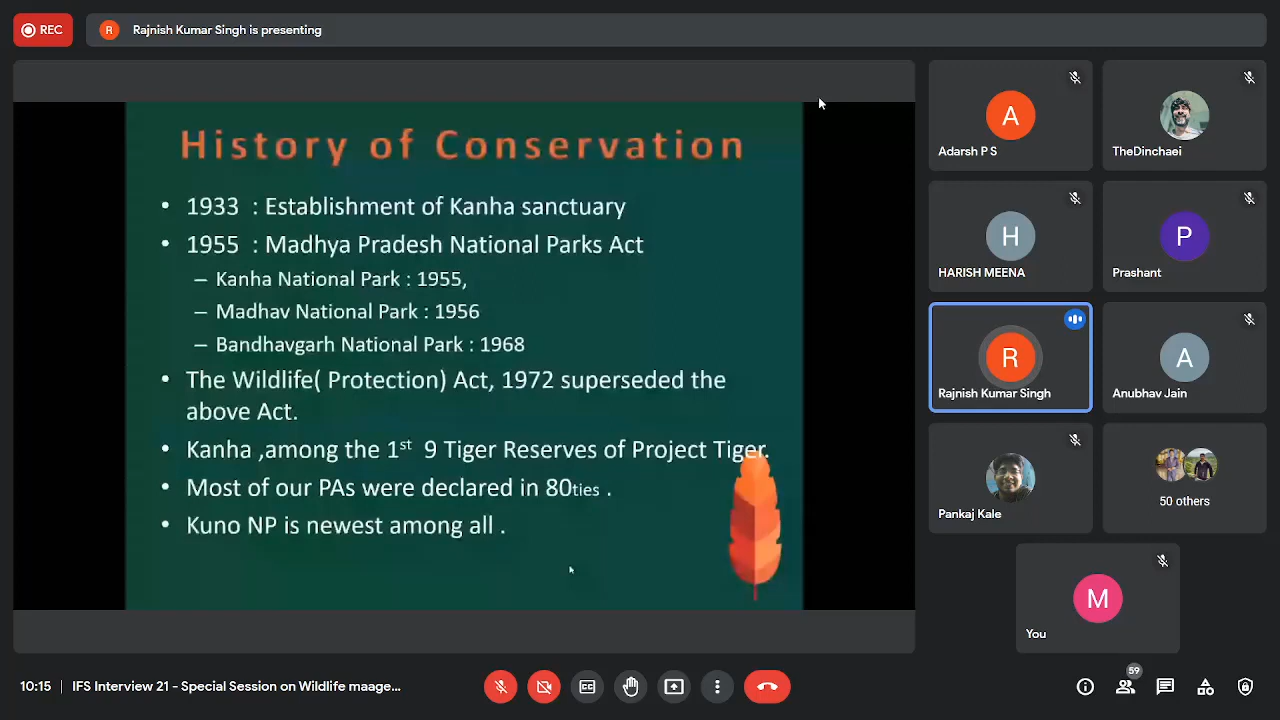 REC
R
Rajnish Kumar Singh is presenting
History of Conservation
• 1933 : Establishment of Kanha sanctuary
• 1955 : Madhya Pradesh National Parks Act
– Kanha National Park : 1955,
– Madhav National Park : 1956
– Bandhavgarh National Park : 1968
• The Wildlife( Protection) Act, 1972 superseded the
above Act.
• Kanha ,among the 1st 9 Tiger Reserves of Project Tiger.
• Most of our PAs were declared in 80ties .
• Kuno NP is newest among all .
A
Adarsh P S
TheDinchaei
H
HARISH MEENA
P
Prashant
R
Rajnish Kumar Singh
A
Anubhav Jain
Pankaj Kale
50 others
M
You
10:15 | IFS Interview 21 - Special Session on Wildlife maage...
CC
59